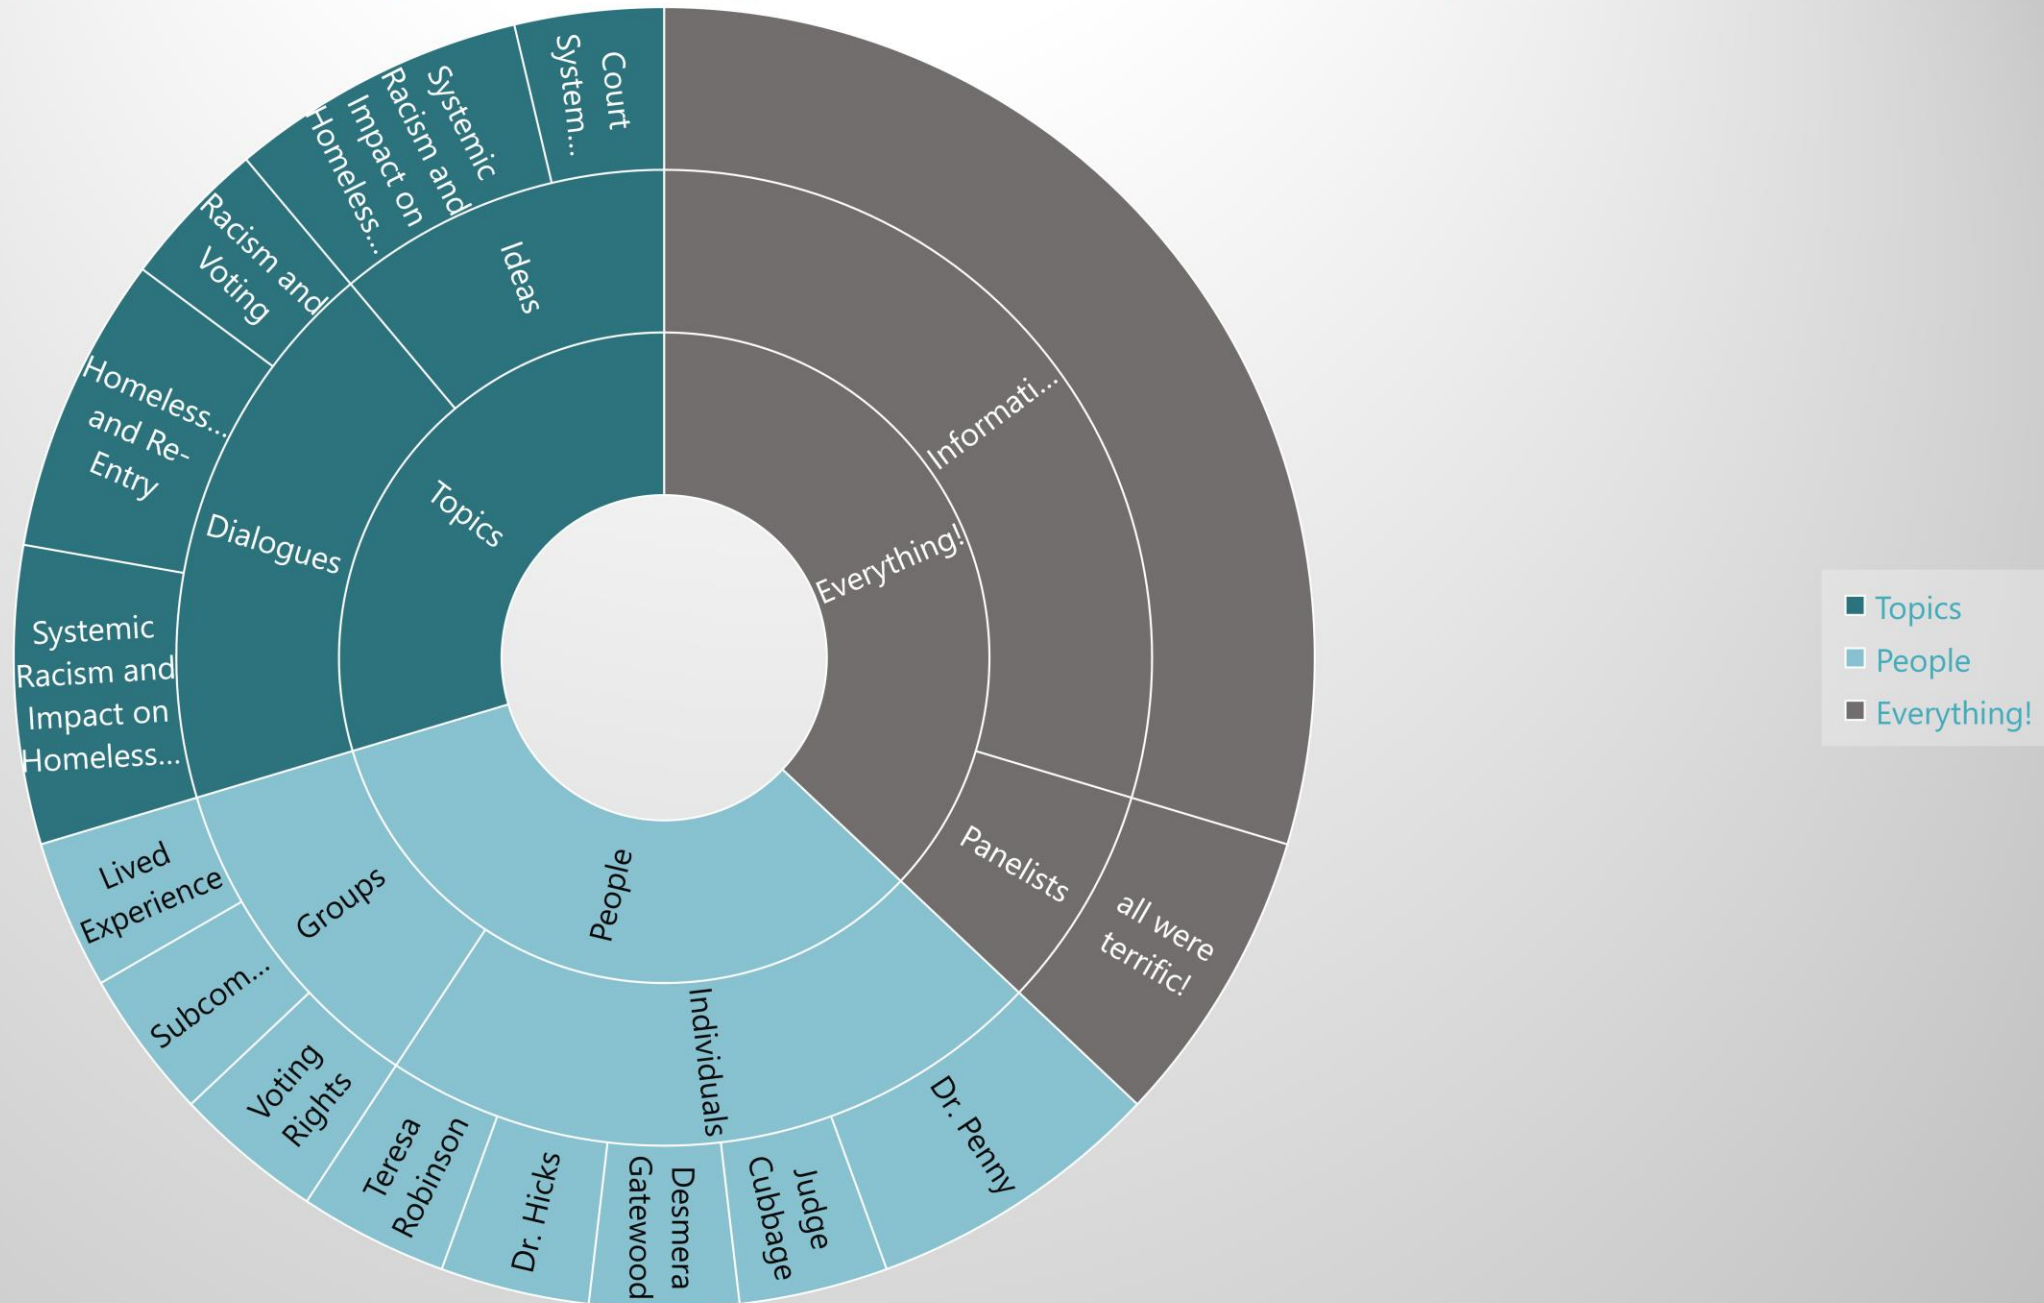 Court
System...
Systemic
Racism and
Impact on
Homeless...
Ideas
Racism and
Voting
Homeless...
and Re-
Entry
Dialogues
Topics
Systemic
Racism and
Impact on
Homeless...
Informati...
Everything!
Panelists
all were
terrific!
People
Groups
Individuals
Lived
Experience
Subcom...
Voting
Rights
Teresa
Robinson
Dr. Hicks
Desmera
Gatewood
Judge
Cubbage
Dr. Penny
Topics
People
Everything!